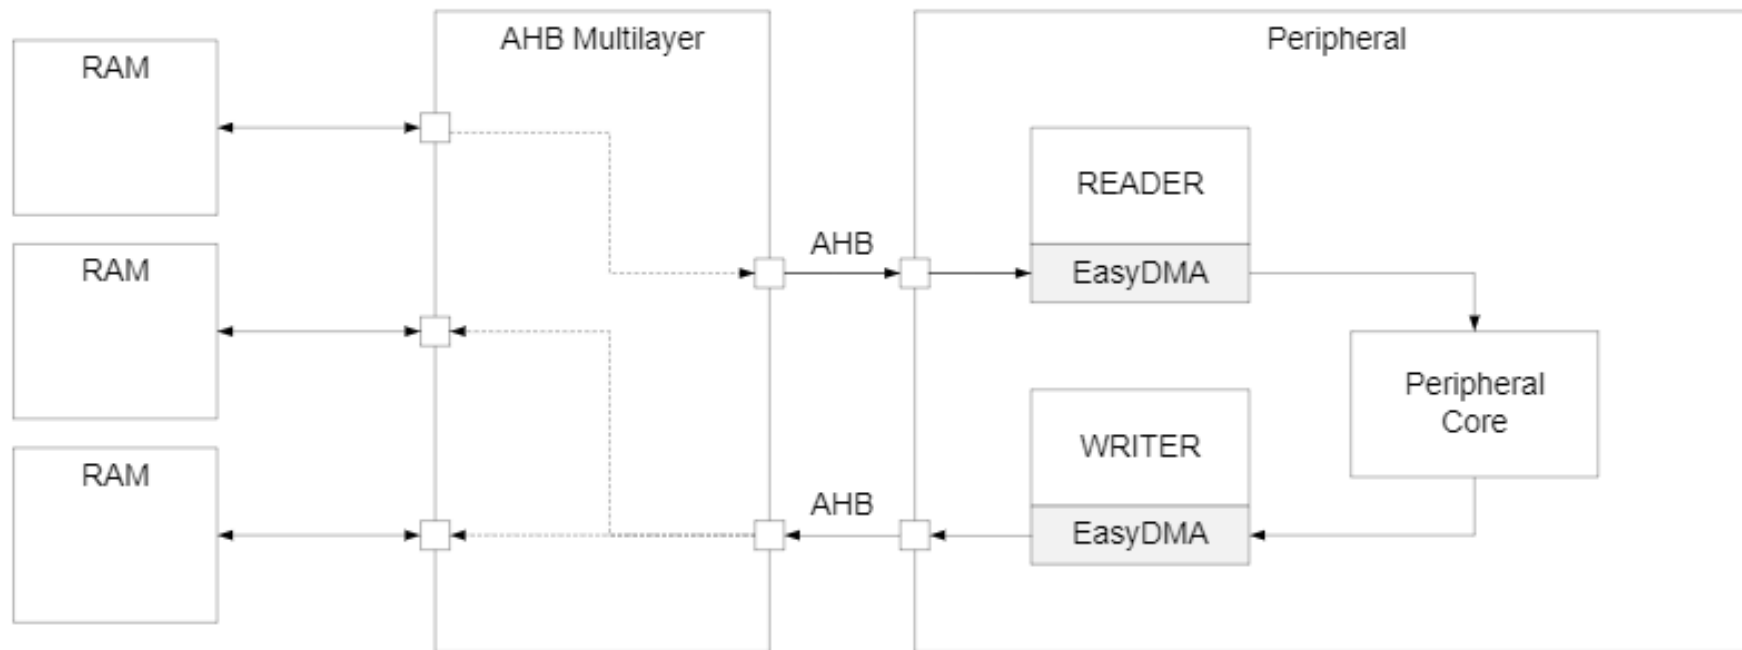 AHB Multilayer
Peripheral
RAM
READER
AHB
EasyDMA
RAM
Peripheral
Core
WRITER
RAM
AHB
EasyDMA